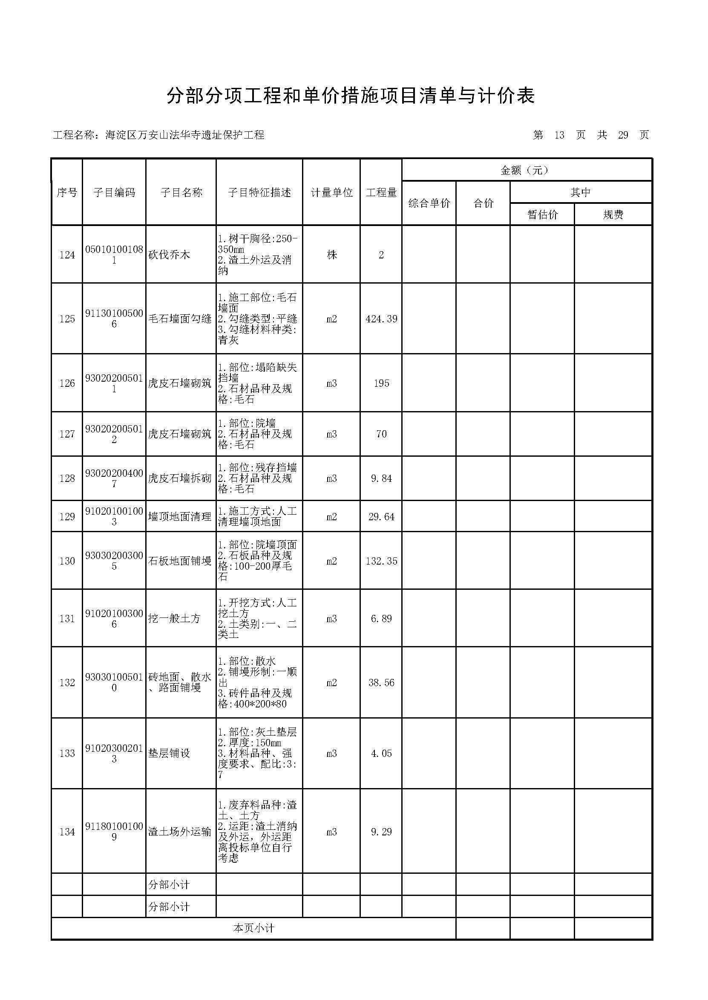 分部分项工程和单价措施项目清单与计价表
工程名称：海淀区万安山法华寺遗址保护工程
第 13 页 共 29 页
序号 子目编码 子目名称 子目特征描述 计量单位 工程量 金额（元）
综合单价 合价 其中
暂估价 规费
124
05010100108
1
砍伐乔木
1.树干胸径:250-
350mm
2.渣土外运及消
纳
株
2
125
91130100500
6
毛石墙面勾缝
1.施工部位:毛石
墙面
2.勾缝类型:平缝
3.勾缝材料种类:
青灰
m2
424.39
126
93020200501
1
虎皮石墙砌筑
1.部位:塌陷缺失
挡墙
2.石材品种及规
格:毛石
m3
195
127
93020200501
2
虎皮石墙砌筑
1.部位:院墙
2.石材品种及规
格:毛石
m3
70
128
93020200400
7
虎皮石墙拆砌
1.部位:残存挡墙
2.石材品种及规
格:毛石
m3
9.84
129
91020100100
3
墙顶地面清理
1.施工方式:人工
清理墙顶地面
m2
29.64
130
93030200300
5
石板地面铺墁
1.部位:院墙顶面
2.石板品种及规
格:100-200厚毛
石
m2
132.35
131
91020100300
6
挖一般土方
1.开挖方式:人工
挖土方
2.土类别:一、二
类土
m3
6.89
132
93030100501
0
砖地面、散水
、路面铺墁
1.部位:散水
2.铺墁形制:一顺
出
3.砖件品种及规
格:400*200*80
m2
38.56
133
91020300201
3
垫层铺设
1.部位:灰土垫层
2.厚度:150mm
3.材料品种、强
度要求、配比:3:
7
m3
4.05
134
91180100100
9
渣土场外运输
1.废弃料品种:渣
土、土方
2.运距:渣土消纳
及外运，外运距
离投标单位自行
考虑
m3
9.29
分部小计
分部小计
本页小计